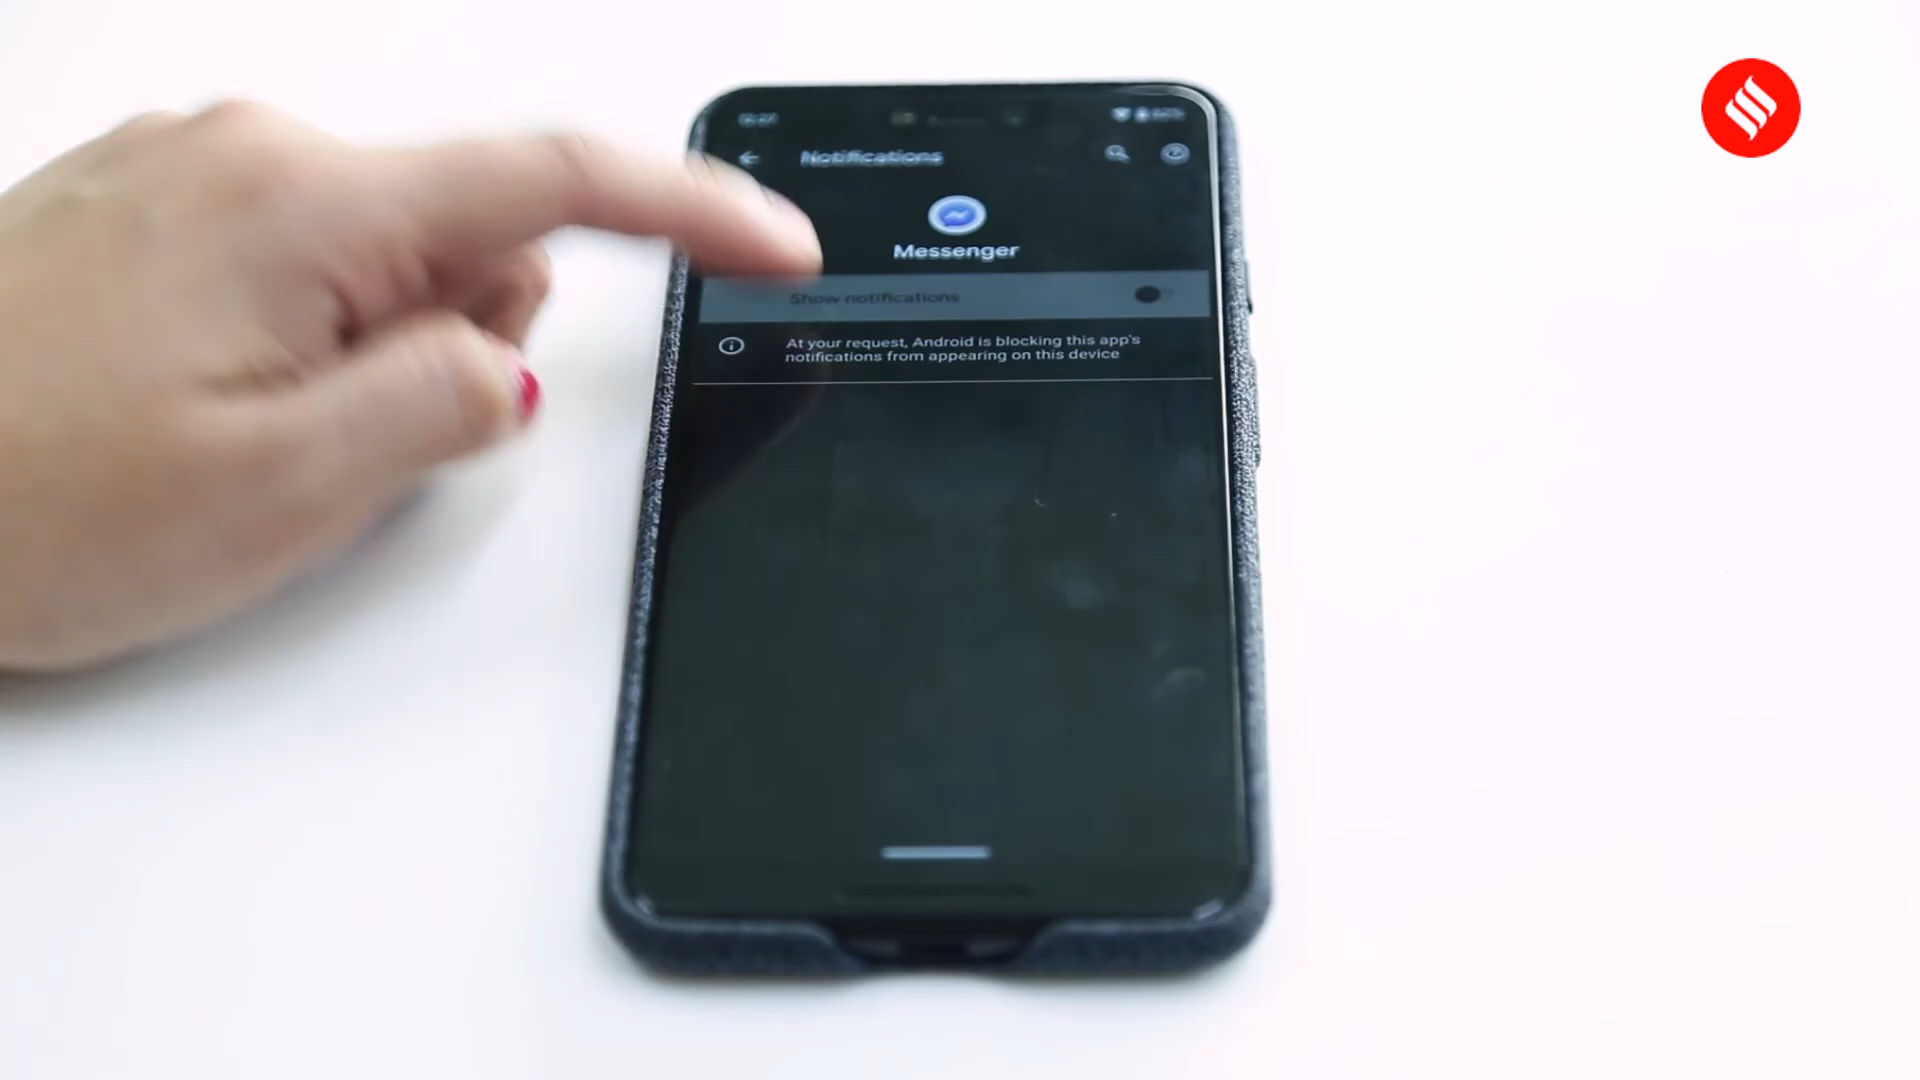 Notifications
Messenger
Show notifications
At your request, Android is blocking this app's
notifications from appearing on this device